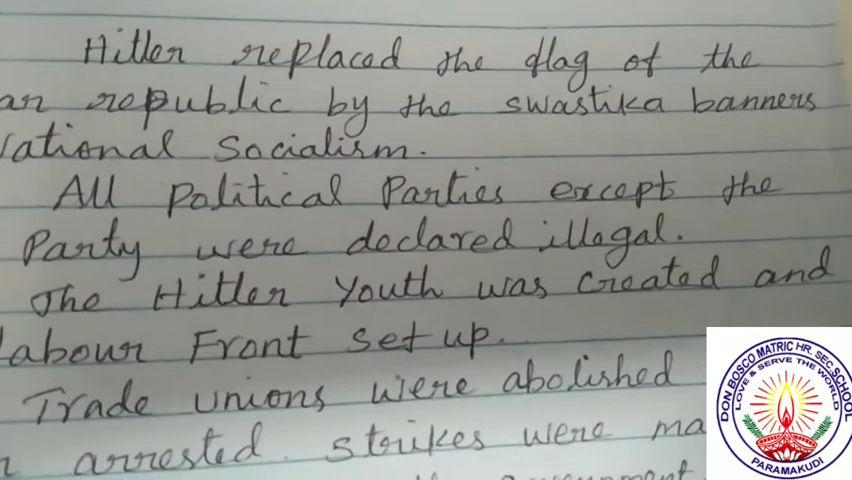 Hitler replaced the flag of the
an republic by the swastika banners
ational Socialism.
All Political Parties except the
Party were declared illegal.
The Hitler Youth was created and
Labour Front set up.
Trade unions were abolished
arrested. Strikes were ma
DON BOSCO MATRIC HR. SEC. SCHOOL
LOVE & SERVE THE WORLD
PARAMAKUDI